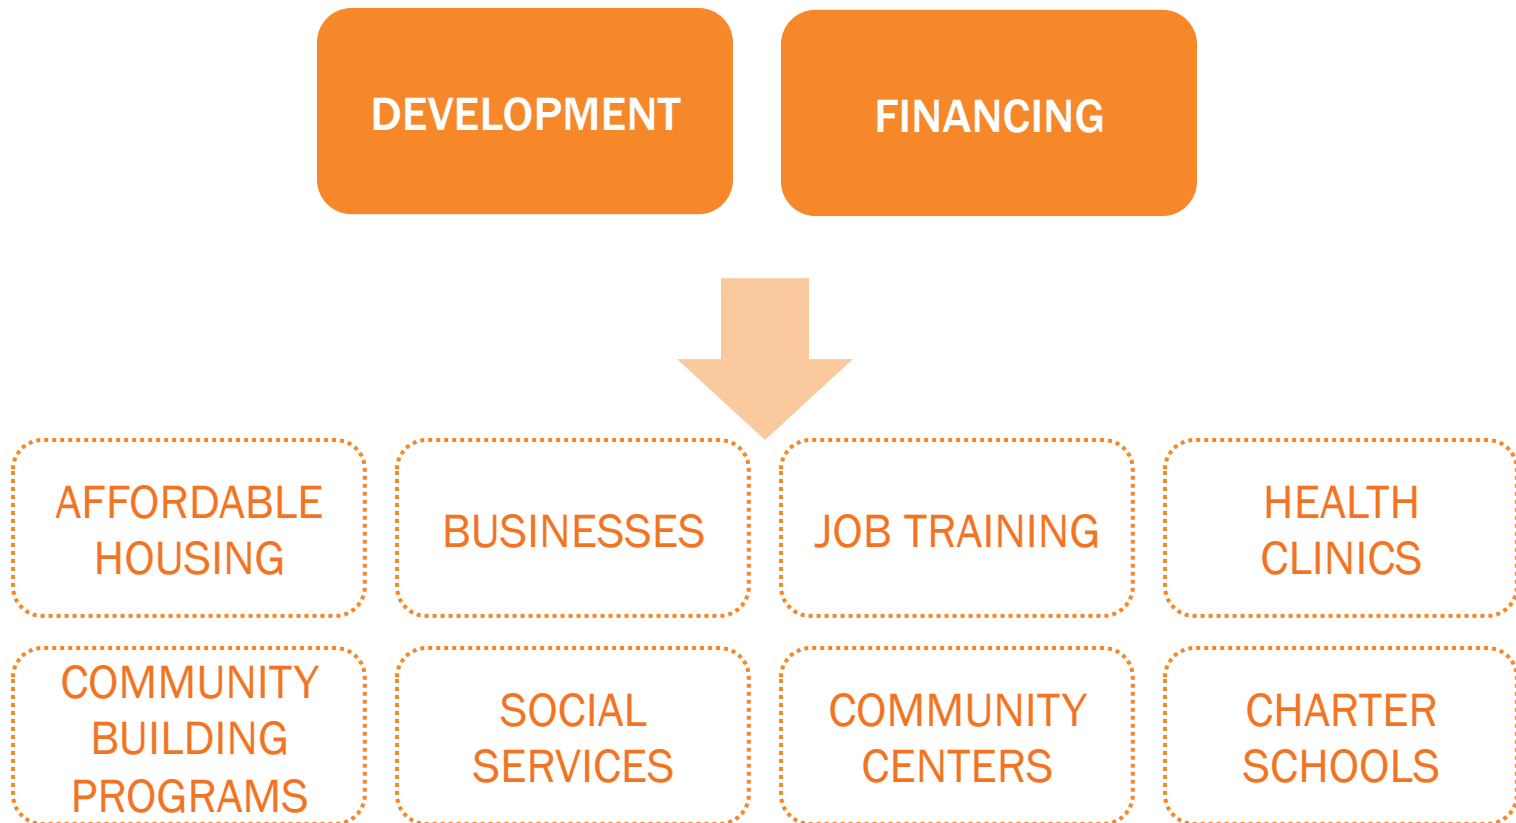 DEVELOPMENT
FINANCING
AFFORDABLE
HOUSING
BUSINESSES
JOB TRAINING
HEALTH
CLINICS
COMMUNITY
BUILDING
PROGRAMS
SOCIAL
SERVICES
COMMUNITY
CENTERS
CHARTER
SCHOOLS